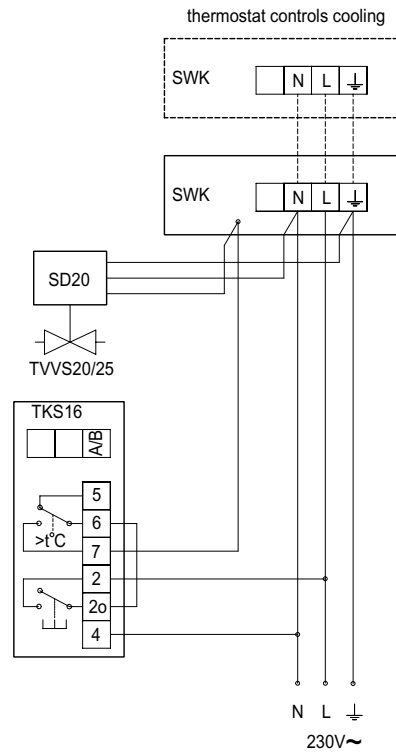 thermostat controls cooling
SWK
N L
SWK
N L
SD20
TVVS20/25
TKS16
A/B
5
6
>t°C
7
2
2o
4
N L
230V~